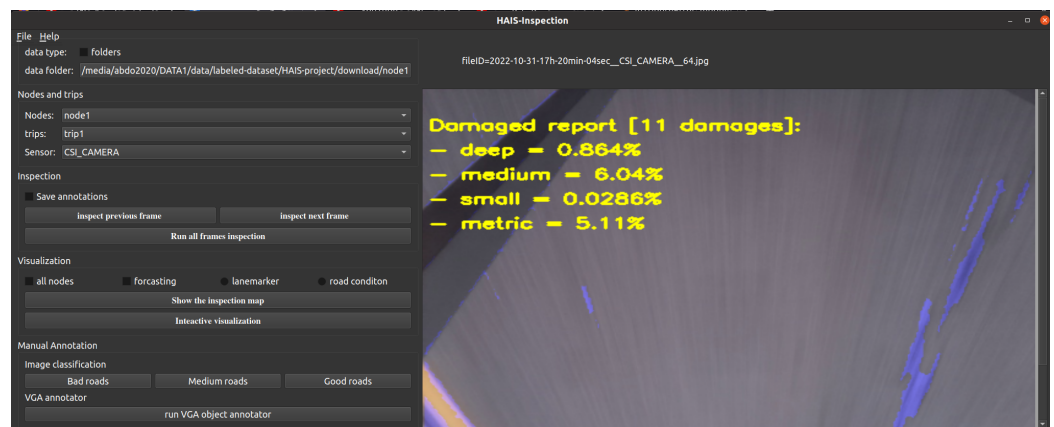 HAIS-Inspection
File Help
data type: folders
data folder: /media/abdo2020/DATA1/data/labeled-dataset/HAIS-project/download/node1
fileID=2022-10-31-17h-20min-04sec__CSI_CAMERA__64.jpg
Nodes and trips
Nodes: node1
trips: trip1
Sensor: CSI_CAMERA
Inspection
Save annotations
inspect previous frame inspect next frame
Run all frames inspection
Visualization
all nodes forcasting lanemarker road conditon
Show the inspection map
Inteactive visualization
Manual Annotation
Image classification
Bad roads Medium roads Good roads
VGA annotator
run VGA object annotator
Damaged report [11 damages]:
- deep = 0.864%
- medium = 6.04%
- small = 0.0286%
- metric = 5.11%